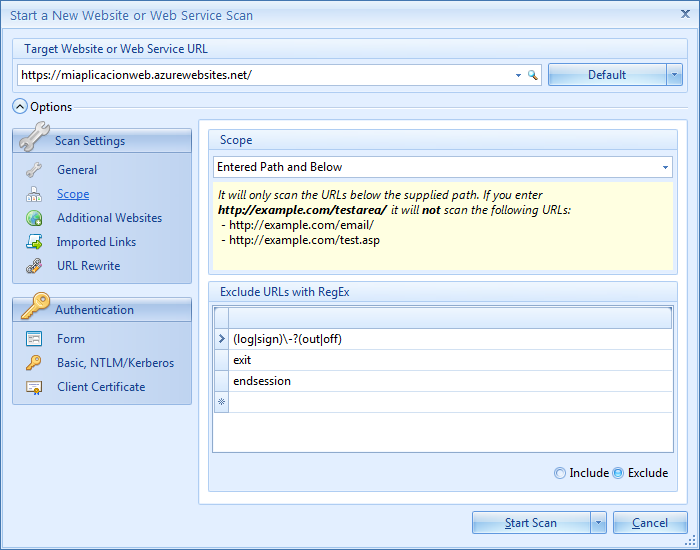 Start a New Website or Web Service Scan
Target Website or Web Service URL
https://miaplicacionweb.azurewebsites.net/
Default
Options
Scan Settings
General
Scope
Additional Websites
Imported Links
URL Rewrite
Authentication
Form
Basic, NTLM/Kerberos
Client Certificate
Scope
Entered Path and Below
It will only scan the URLs below the supplied path. If you enter
http://example.com/testarea/ it will not scan the following URLs:
- http://example.com/email/
- http://example.com/test.asp
Exclude URLs with RegEx
(log|sign)\-?(out|off)
exit
endsession
Include Exclude
Start Scan Cancel